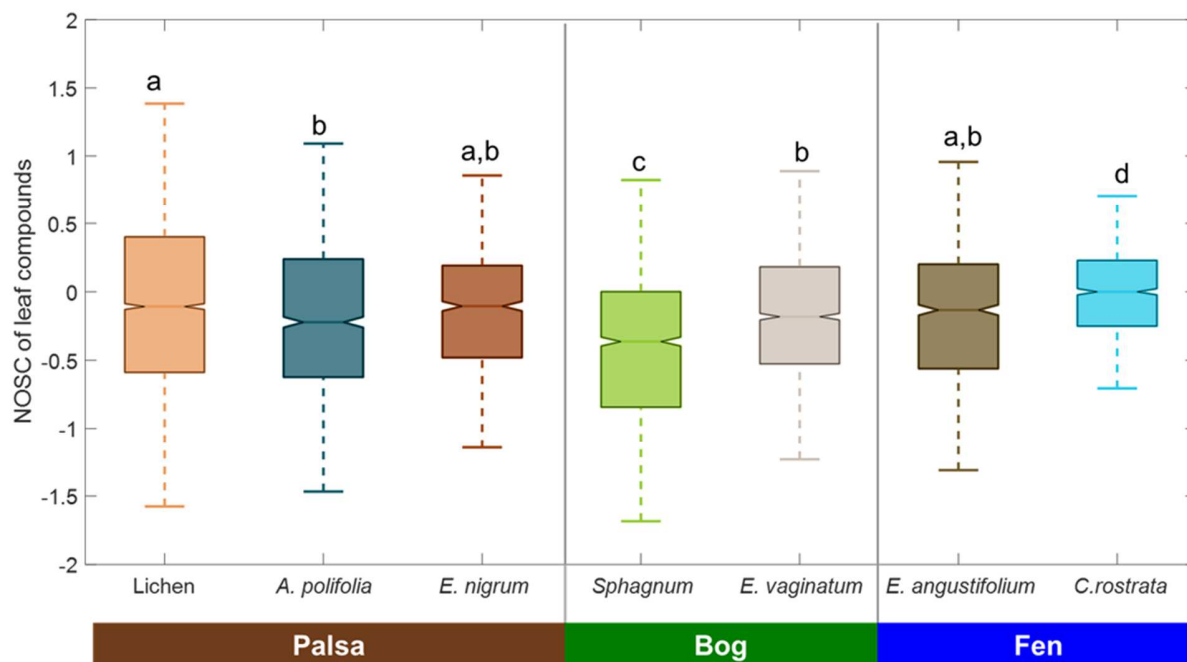 NOSC of leaf compounds
2
1.5
1
0.5
0
-0.5
-1
-1.5
-2
a
b
a,b
c
b
a,b
d
Lichen A. polifolia E. nigrum Sphagnum E. vaginatum E. angustifolium C.rostrata
Palsa Bog Fen